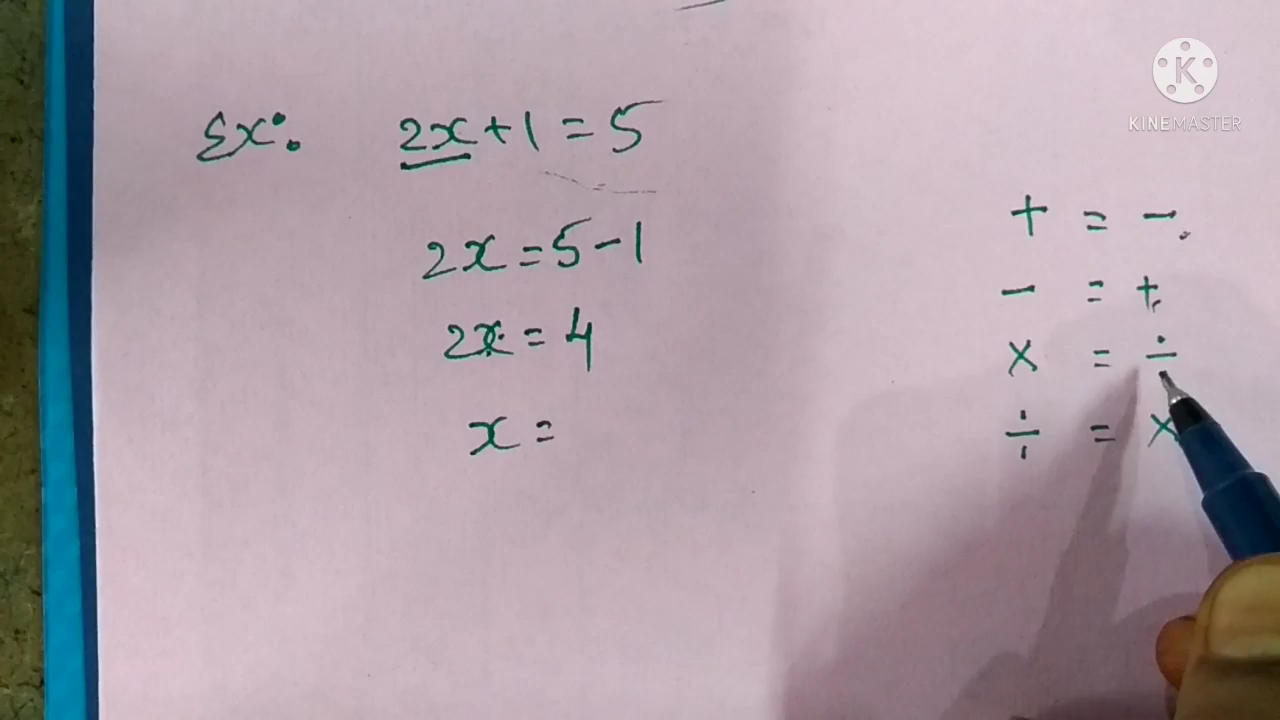 K
KINEMASTER
Ex:
2x+1=5
2x=5-1
2x=4
x=
+ = -
- = +
× = ÷
÷ = ×